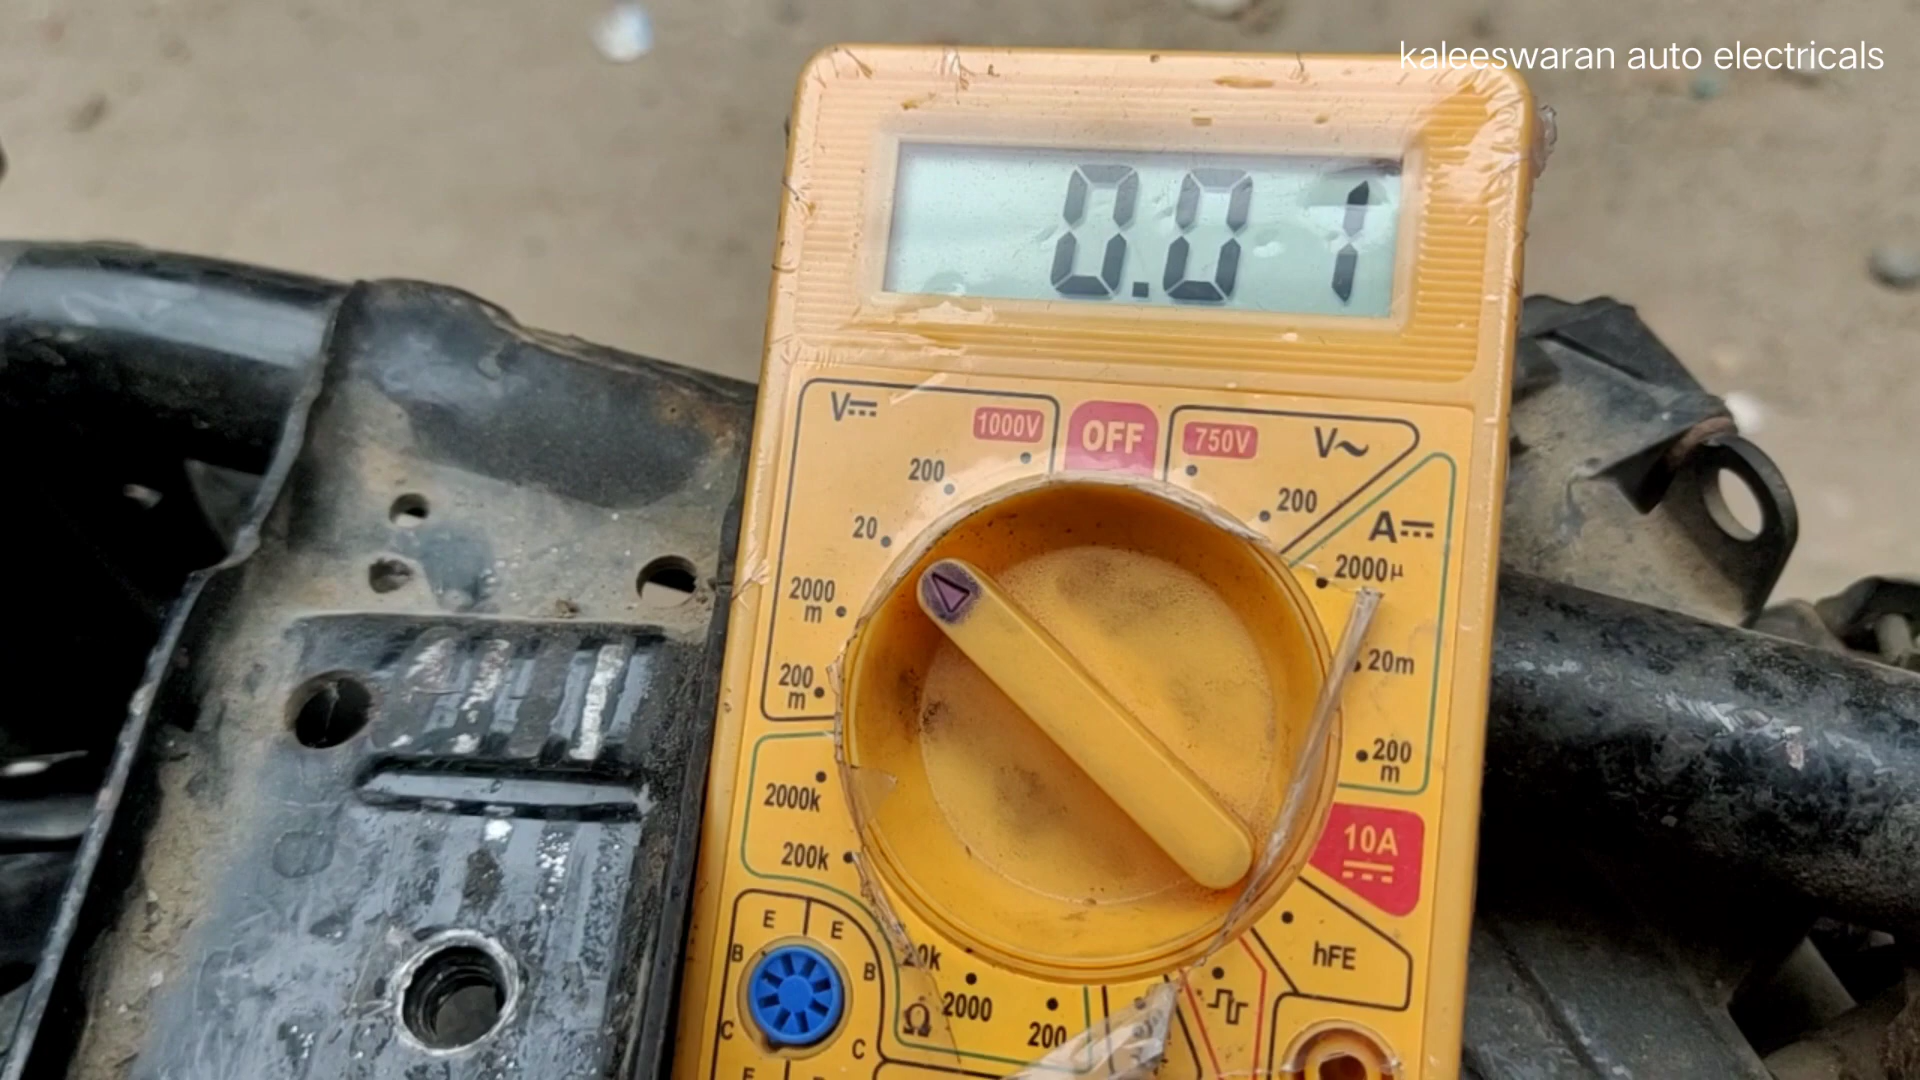 kaleeswaran auto electricals
0.01
V
1000V
OFF
750V
V~
200
200
A
20
2000µ
2000
m
20m
200
m
200
m
2000k
10A
200k
E
E
B
B
20k
hFE
2000
Ω
200
C
C
E